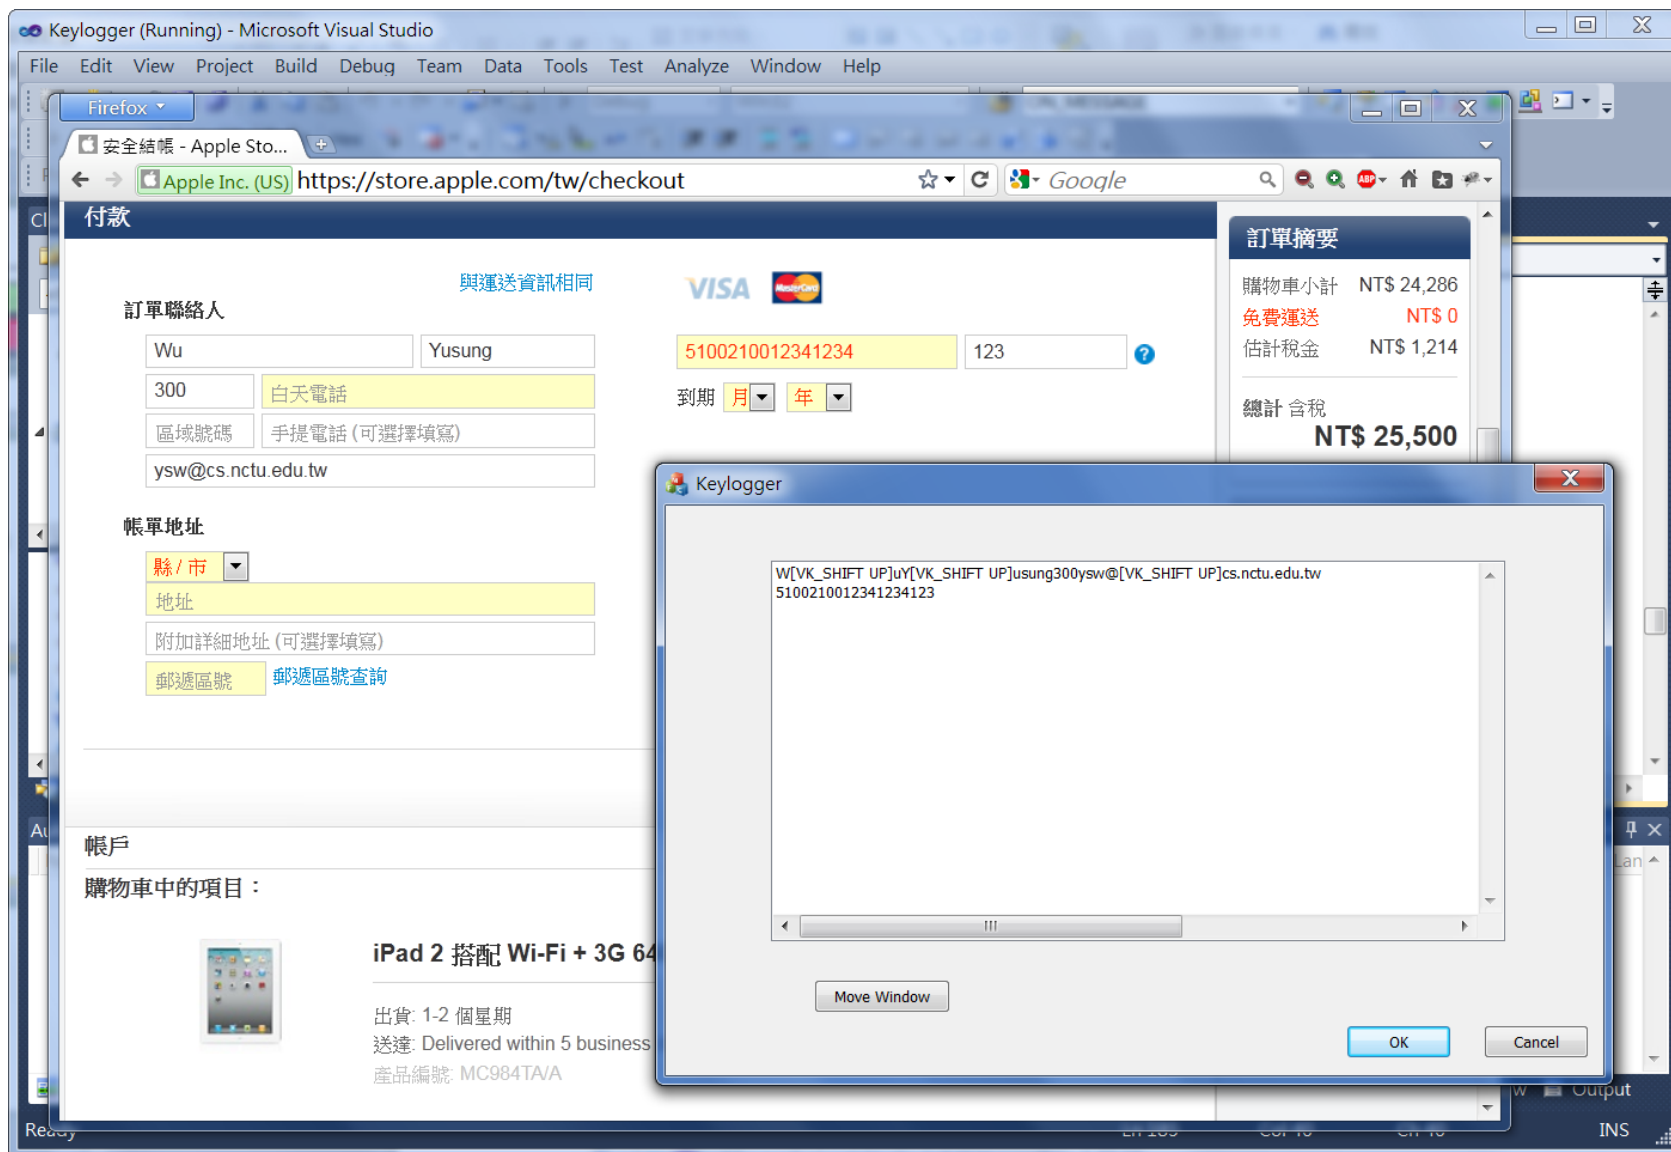 Keylogger (Running) - Microsoft Visual Studio
File Edit View Project Build Debug Team Data Tools Test Analyze Window Help
Firefox
安全結帳 - Apple Sto...
Apple Inc. (US) https://store.apple.com/tw/checkout
Google
ABP
付款
與運送資訊相同
VISA MasterCard
訂單聯絡人
Wu Yusung
5100210012341234 123
300 白天電話
到期 月 年
區域號碼 手提電話 (可選擇填寫)
ysw@cs.nctu.edu.tw
帳單地址
縣 / 市
地址
附加詳細地址 (可選擇填寫)
郵遞區號 郵遞區號查詢
訂單摘要
購物車小計 NT$ 24,286
免費運送 NT$ 0
估計稅金 NT$ 1,214
總計 含稅
NT$ 25,500
帳戶
購物車中的項目：
iPad 2 搭配 Wi-Fi + 3G 64
出貨: 1-2 個星期
送達: Delivered within 5 business
產品編號: MC984TA/A
Keylogger
W[VK_SHIFT UP]uY[VK_SHIFT UP]usung300ysw@[VK_SHIFT UP]cs.nctu.edu.tw
5100210012341234123
Move Window
OK Cancel
Output
Ready
INS